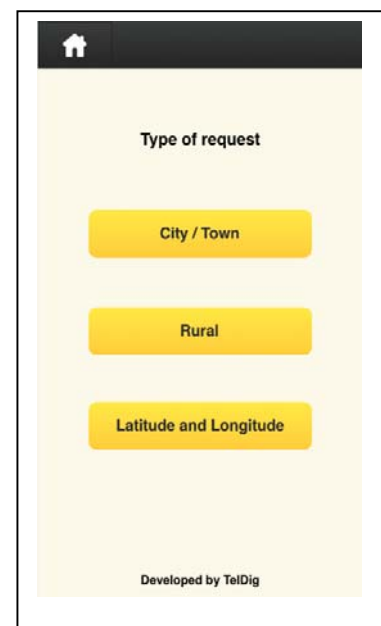 Type of request
City / Town
Rural
Latitude and Longitude
Developed by TelDig